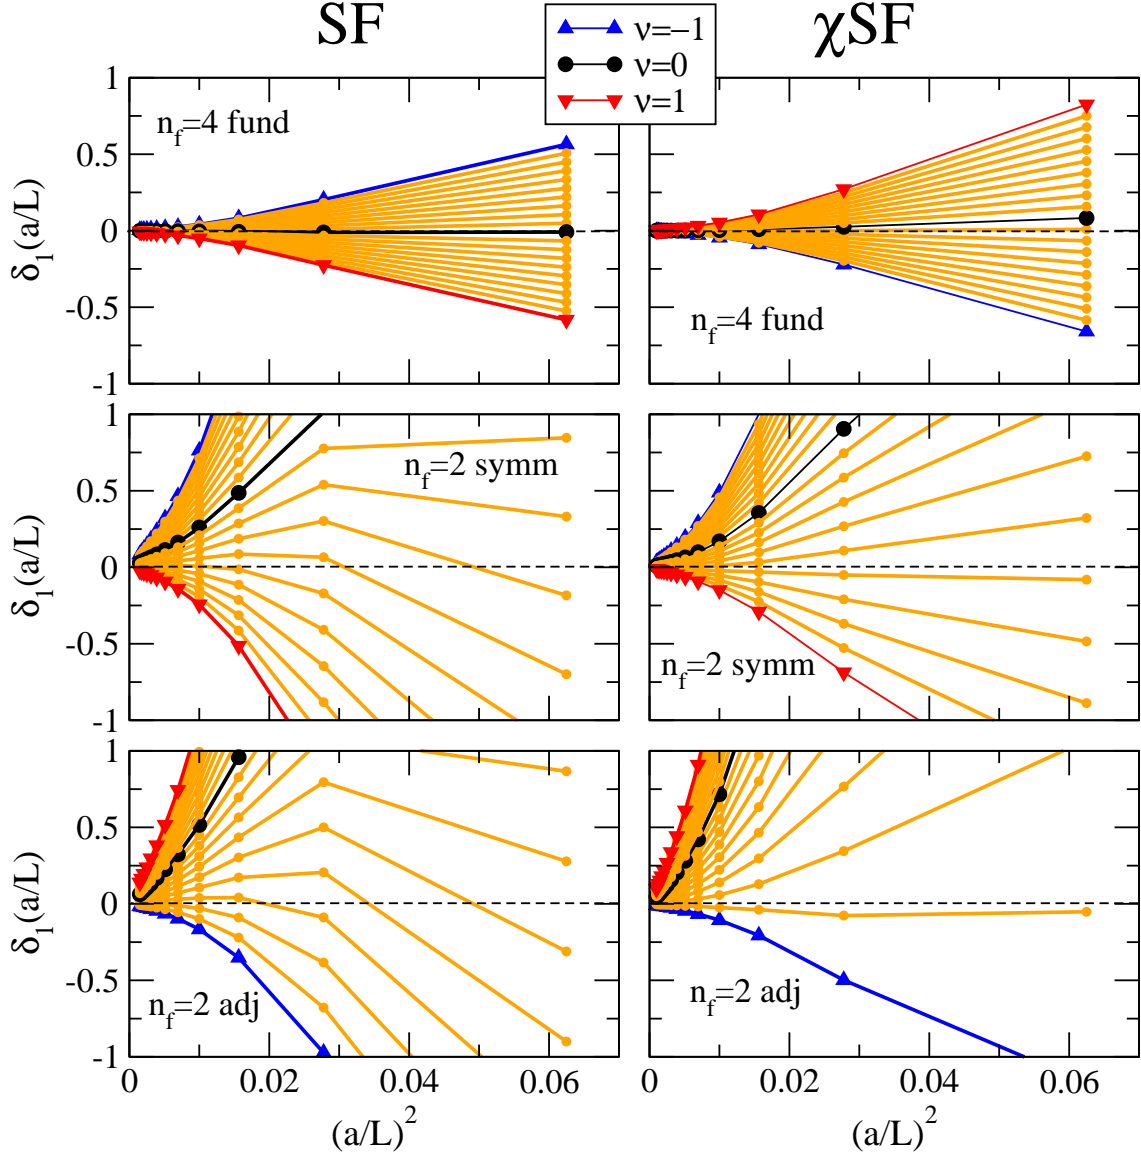 SF
χSF
ν=−1
ν=0
ν=1
1
0.5
0
-0.5
-1
δ₁(a/L)
n_f=4 fund
n_f=4 fund
1
0.5
0
-0.5
-1
δ₁(a/L)
n_f=2 symm
n_f=2 symm
1
0.5
0
-0.5
-1
δ₁(a/L)
n_f=2 adj
n_f=2 adj
0 0.02 0.04 0.06
0 0.02 0.04 0.06
(a/L)²
(a/L)²